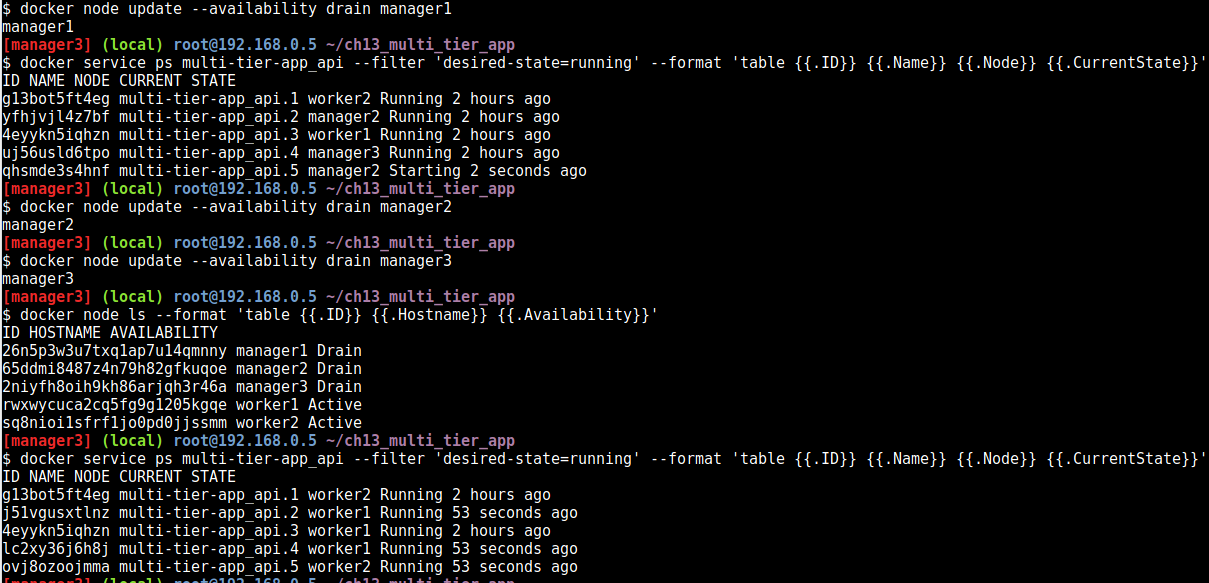 $ docker node update --availability drain manager1
manager1
[manager3] (local) root@192.168.0.5 ~/ch13_multi_tier_app
$ docker service ps multi-tier-app_api --filter 'desired-state=running' --format 'table {{.ID}} {{.Name}} {{.Node}} {{.CurrentState}}'
ID NAME NODE CURRENT STATE
g13bot5ft4eg multi-tier-app_api.1 worker2 Running 2 hours ago
yfhjvjl4z7bf multi-tier-app_api.2 manager2 Running 2 hours ago
4eyykn5iqhzn multi-tier-app_api.3 worker1 Running 2 hours ago
uj56usld6tpo multi-tier-app_api.4 manager3 Running 2 hours ago
qhsmde3s4hnf multi-tier-app_api.5 manager2 Starting 2 seconds ago
[manager3] (local) root@192.168.0.5 ~/ch13_multi_tier_app
$ docker node update --availability drain manager2
manager2
[manager3] (local) root@192.168.0.5 ~/ch13_multi_tier_app
$ docker node update --availability drain manager3
manager3
[manager3] (local) root@192.168.0.5 ~/ch13_multi_tier_app
$ docker node ls --format 'table {{.ID}} {{.Hostname}} {{.Availability}}'
ID HOSTNAME AVAILABILITY
26n5p3w3u7txq1ap7u14qmnny manager1 Drain
65ddmi8487z4n79h82gfkuqoe manager2 Drain
2niyfh8oih9kh86arjqh3r46a manager3 Drain
rwxwycuca2cq5fg9g1205kgqe worker1 Active
sq8nioi1sfrf1jo0pd0jjssmm worker2 Active
[manager3] (local) root@192.168.0.5 ~/ch13_multi_tier_app
$ docker service ps multi-tier-app_api --filter 'desired-state=running' --format 'table {{.ID}} {{.Name}} {{.Node}} {{.CurrentState}}'
ID NAME NODE CURRENT STATE
g13bot5ft4eg multi-tier-app_api.1 worker2 Running 2 hours ago
j51vgusxtlnz multi-tier-app_api.2 worker1 Running 53 seconds ago
4eyykn5iqhzn multi-tier-app_api.3 worker1 Running 2 hours ago
lc2xy36j6h8j multi-tier-app_api.4 worker1 Running 53 seconds ago
ovj8ozoojmma multi-tier-app_api.5 worker2 Running 53 seconds ago
[manager3] (local) root@192.168.0.5 ~/ch13_multi_tier_app